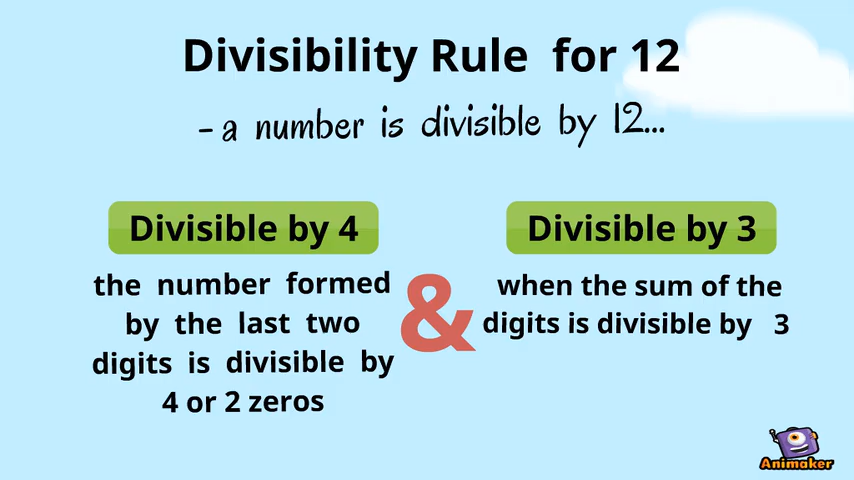 Divisibility Rule for 12
- a number is divisible by 12...
Divisible by 4
the number formed
by the last two
digits is divisible by
4 or 2 zeros
&
Divisible by 3
when the sum of the
digits is divisible by 3
Animaker